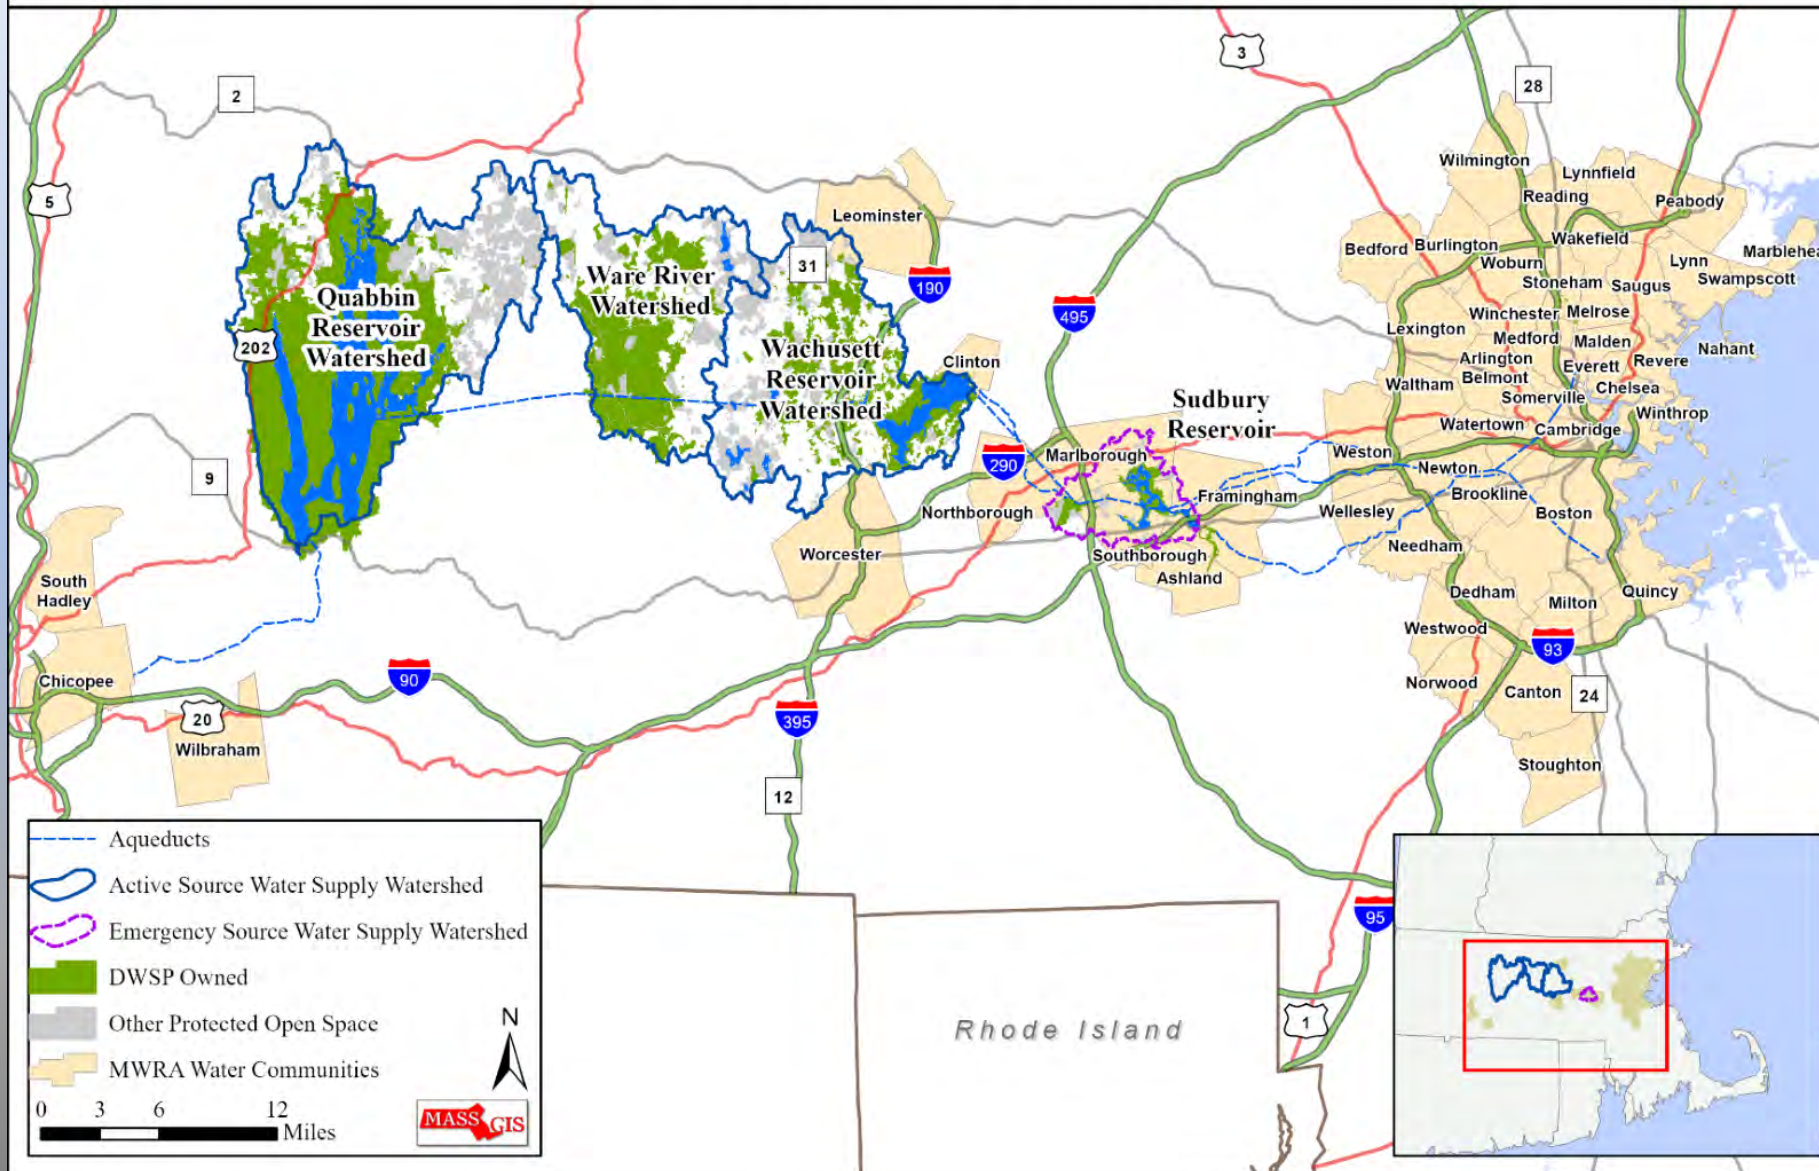 3
28
2
5
Wilmington
Lynnfield
Reading
Peabody
Leominster
Bedford
Burlington
Wakefield
Marblehea
Woburn
Lynn
Swampscott
Stoneham
Saugus
31
190
495
Ware River
Watershed
Quabbin
Reservoir
Watershed
202
Winchester
Melrose
Lexington
Medford
Malden
Nahant
Arlington
Everett
Revere
Wachusett
Reservoir
Watershed
Clinton
Waltham
Belmont
Chelsea
Somerville
Winthrop
Sudbury
Reservoir
Watertown
Cambridge
290
Marlborough
Weston
Newton
9
Northborough
Framingham
Wellesley
Brookline
Boston
Worcester
Southborough
Ashland
Needham
South
Hadley
Dedham
Milton
Quincy
Westwood
93
Chicopee
90
Norwood
Canton
24
20
395
Wilbraham
Stoughton
12
Aqueducts
Active Source Water Supply Watershed
Emergency Source Water Supply Watershed
DWSP Owned
Other Protected Open Space
MWRA Water Communities
N
0 3 6 12
Miles
MASS GIS
95
Rhode Island
1